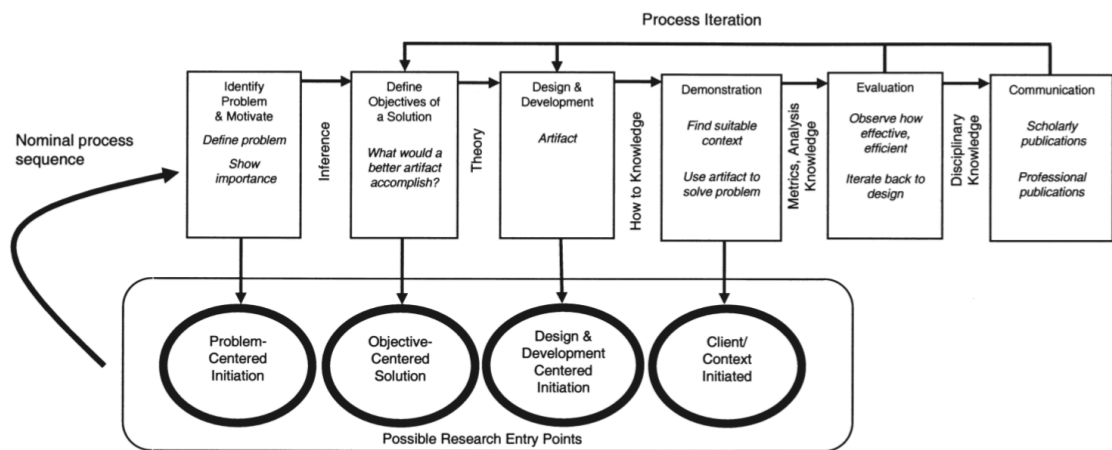 Process Iteration
Nominal process
sequence
Identify
Problem
& Motivate
Define problem
Show
importance
Inference
Define
Objectives of
a Solution
What would a
better artifact
accomplish?
Theory
Design &
Development
Artifact
How to Knowledge
Demonstration
Find suitable
context
Use artifact to
solve problem
Metrics, Analysis
Knowledge
Evaluation
Observe how
effective,
efficient
Iterate back to
design
Disciplinary
Knowledge
Communication
Scholarly
publications
Professional
publications
Problem-
Centered
Initiation
Objective-
Centered
Solution
Design &
Development
Centered
Initiation
Client/
Context
Initiated
Possible Research Entry Points